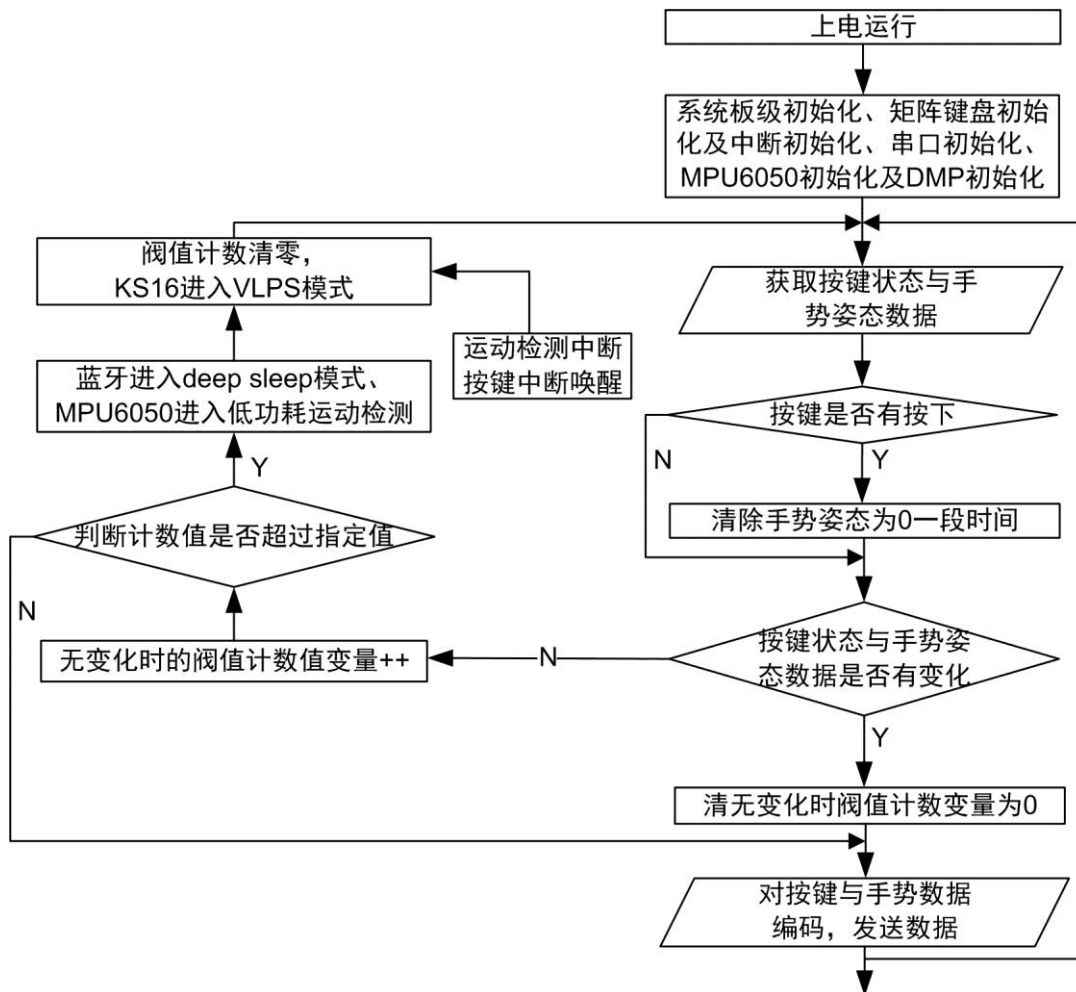 上电运行
系统板级初始化、矩阵键盘初始
化及中断初始化、串口初始化、
MPU6050初始化及DMP初始化
阀值计数清零，
KS16进入VLPS模式
获取按键状态与手
势姿态数据
运动检测中断
按键中断唤醒
蓝牙进入deep sleep模式、
MPU6050进入低功耗运动检测
按键是否有按下
N
Y
Y
清除手势姿态为0一段时间
判断计数值是否超过指定值
N
按键状态与手势姿
态数据是否有变化
无变化时的阀值计数值变量++
N
Y
清无变化时阀值计数变量为0
对按键与手势数据
编码，发送数据